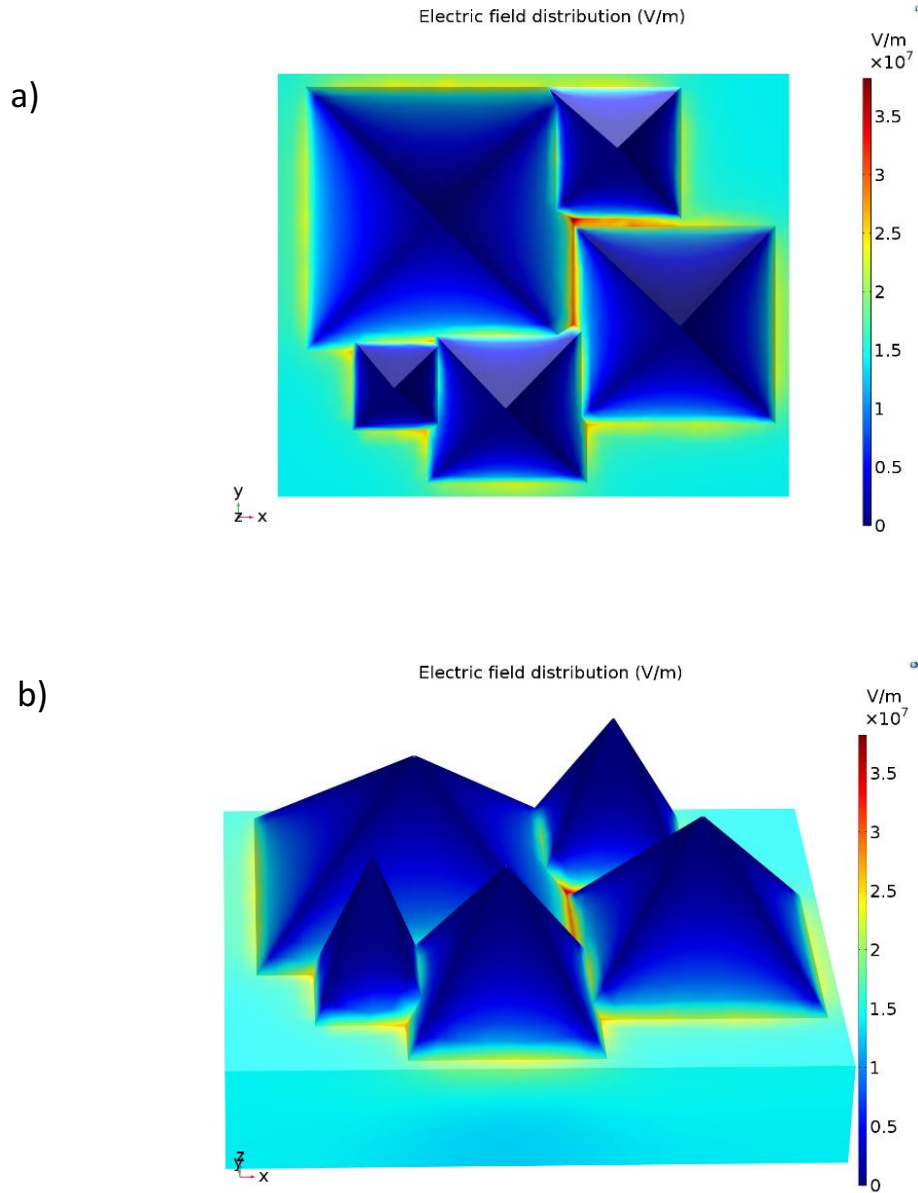 Electric field distribution (V/m)
a)
V/m
×10⁷
3.5
3
2.5
2
1.5
1
0.5
0
y
z x
Electric field distribution (V/m)
b)
V/m
×10⁷
3.5
3
2.5
2
1.5
1
0.5
0
z
y x